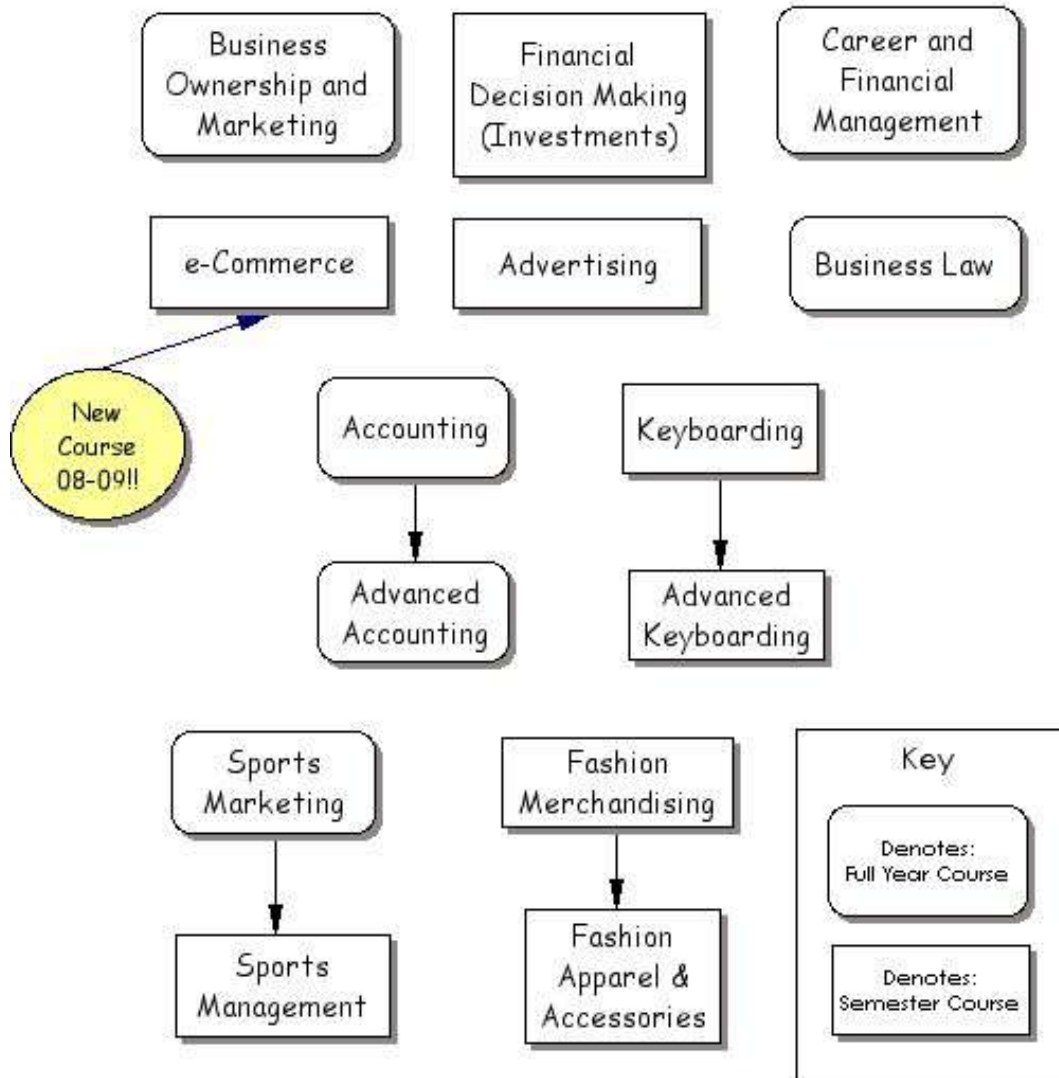 Business
Ownership and
Marketing
Financial
Decision Making
(Investments)
Career and
Financial
Management
e-Commerce
Advertising
Business Law
New
Course
08-09!!
Accounting
Keyboarding
Advanced
Accounting
Advanced
Keyboarding
Sports
Marketing
Fashion
Merchandising
Sports
Management
Fashion
Apparel &
Accessories
Key
Denotes:
Full Year Course
Denotes:
Semester Course